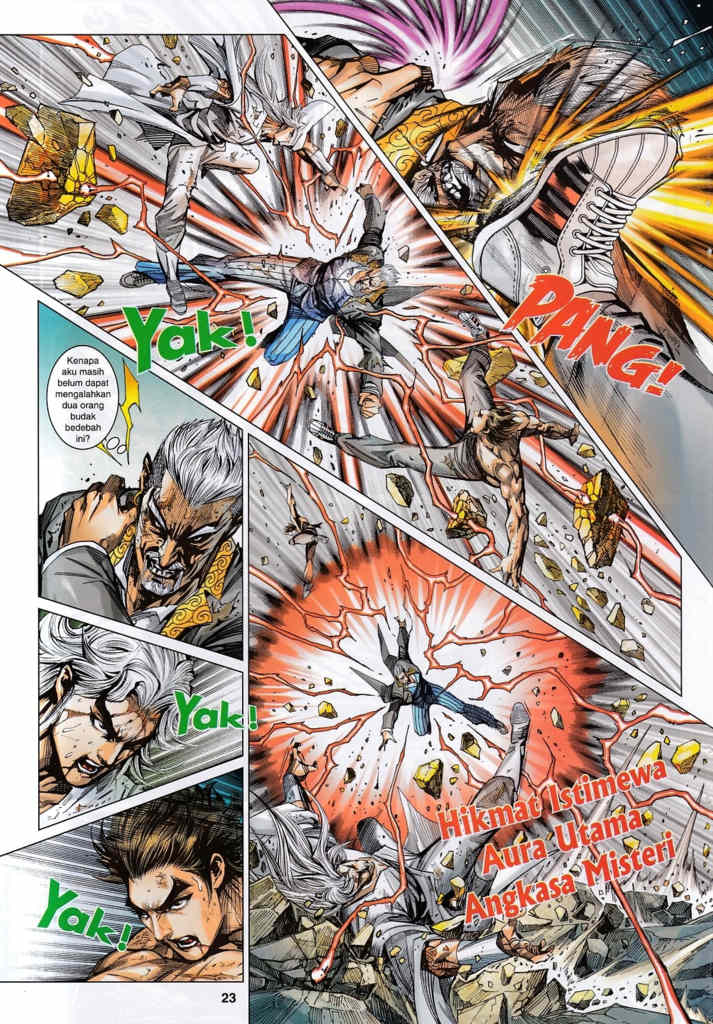 PANG!
Yak!
Kenapa
aku masih
belum dapat
mengalahkan
dua orang
budak
bedebah
ini?
Yak!
Yak!
Hikmat Istimewa
Aura Utama
Angkasa Misteri
23